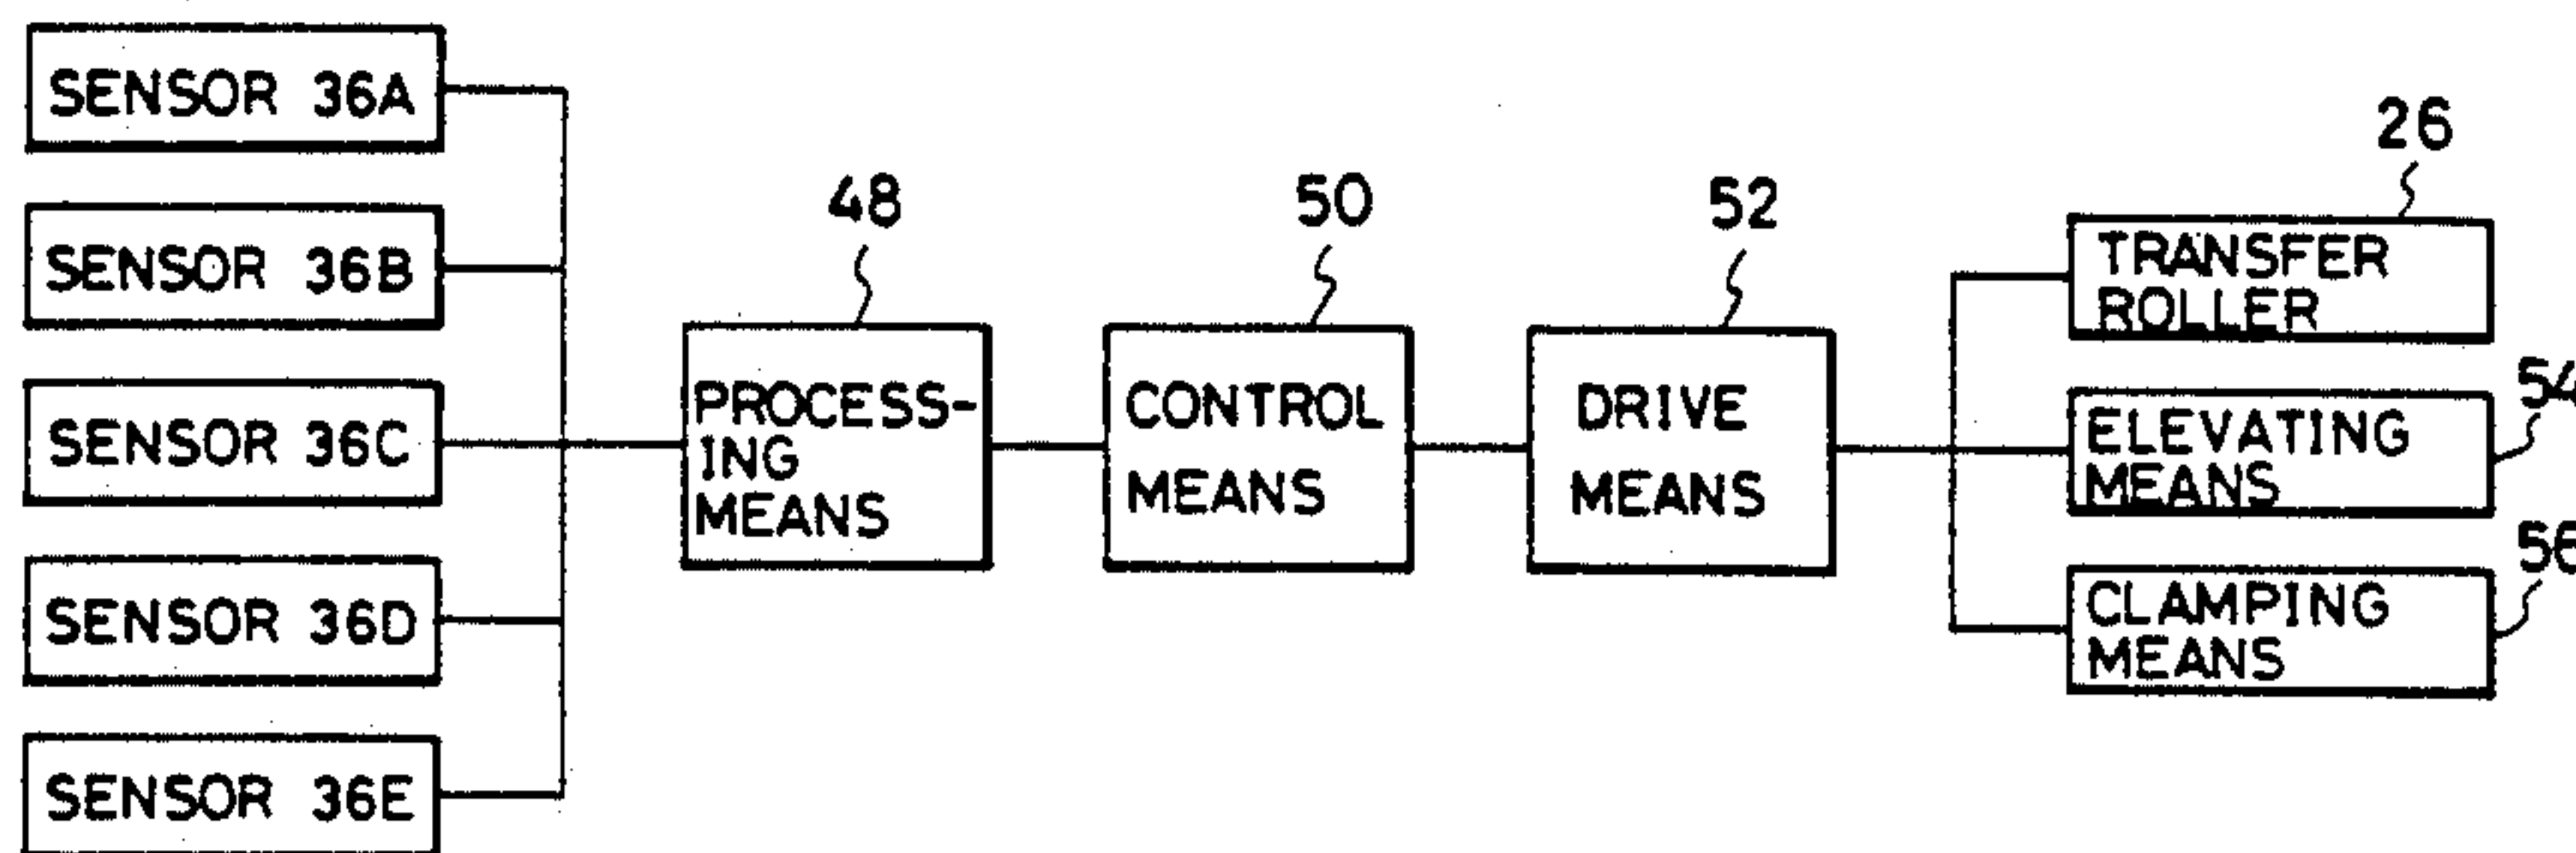 SENSOR 36A
SENSOR 36B
SENSOR 36C
SENSOR 36D
SENSOR 36E
48
PROCESS-
ING
MEANS
50
CONTROL
MEANS
52
DRIVE
MEANS
26
TRANSFER
ROLLER
54
ELEVATING
MEANS
56
CLAMPING
MEANS